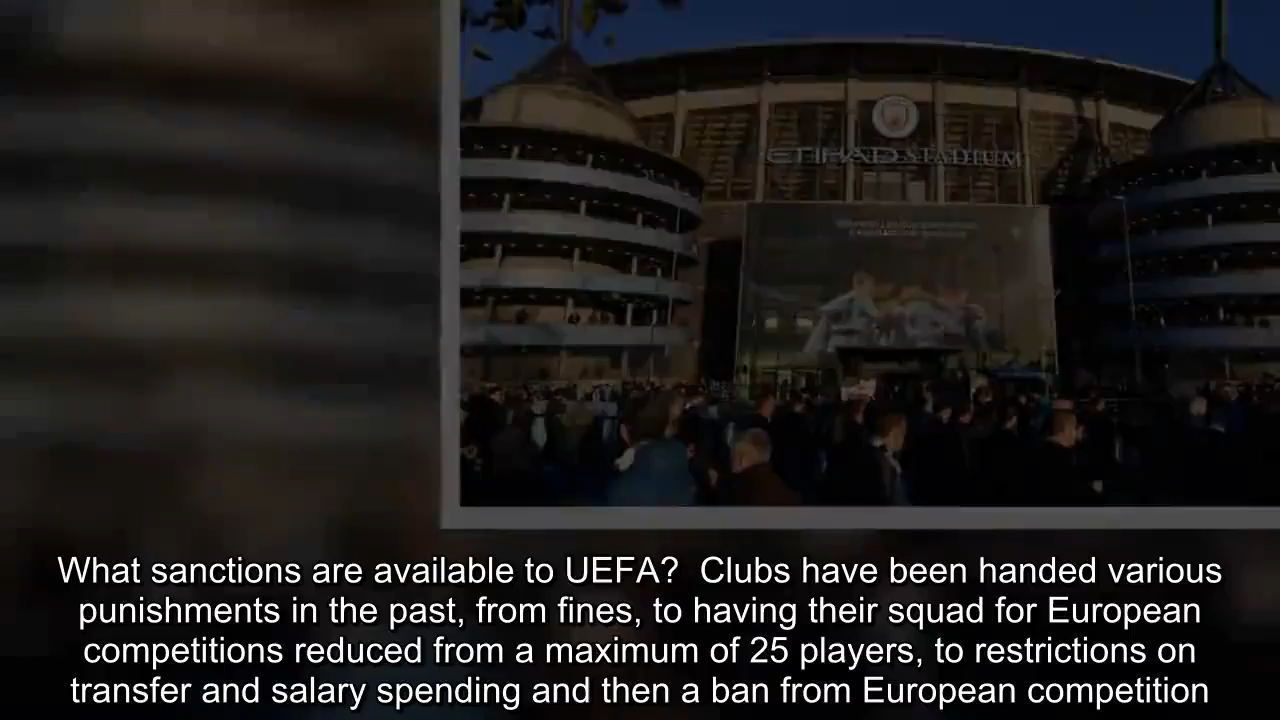 ETIHAD STADIUM
What sanctions are available to UEFA? Clubs have been handed various
punishments in the past, from fines, to having their squad for European
competitions reduced from a maximum of 25 players, to restrictions on
transfer and salary spending and then a ban from European competition